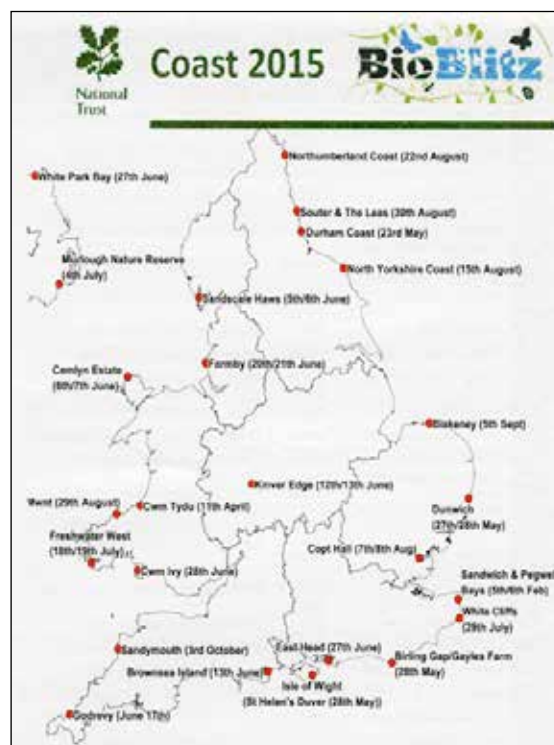 National
Trust
Coast 2015
BioBlitz
Northumberland Coast (22nd August)
White Park Bay (27th June)
Souter & The Leas (30th August)
Durham Coast (23rd May)
Murlough Nature Reserve
(4th July)
North Yorkshire Coast (15th August)
Sandscale Haws (5th/6th June)
Formby (20th/21st June)
Cemlyn Estate
(6th/7th June)
Blakeney (5th Sept)
Kinver Edge (12th/13th June)
Dunwich
(27th/28th May)
Mwnt (29th August)
Cwm Tydu (11th April)
Freshwater West
(18th/19th July)
Copt Hall (7th/8th Aug)
Cwm Ivy (28th June)
Sandwich & Pegwell
Bays (5th/6th Feb)
White Cliffs
(29th July)
Sandymouth (3rd October)
East Head (27th June)
Birling Gap/Gayles Farm
(28th May)
Brownsea Island (13th June)
Isle of Wight
(St Helen's Duver (28th May))
Godrevy (June 17th)